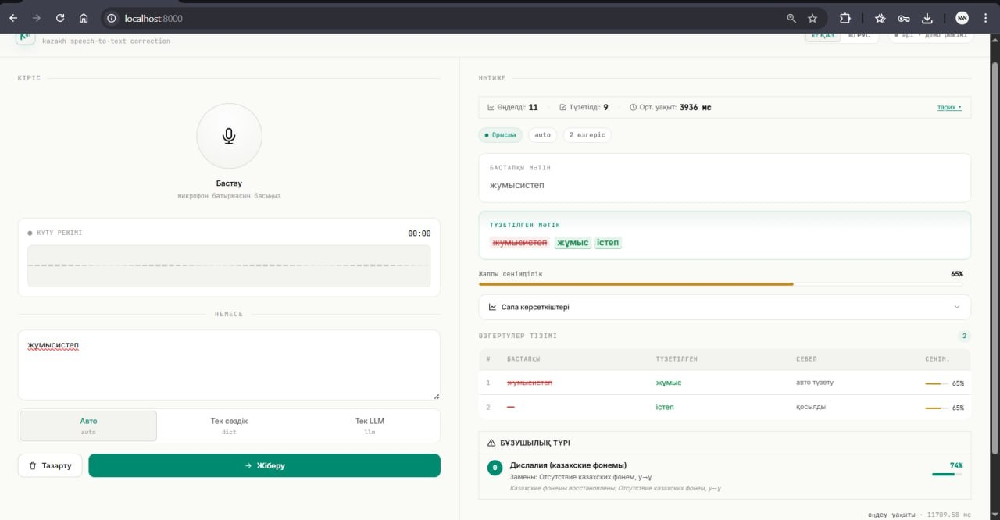 localhost:8000
kazakh speech-to-text correction
KZ ҚАЗ
RU РУС
api · демо режимі
КІРІС
Бастау
микрофон батырмасын басыңыз
КҮТУ РЕЖІМІ
00:00
НЕМЕСЕ
жумысистеп
Авто
auto
Тек сөздік
dict
Тек LLM
llm
Тазарту
→ Жіберу
НӘТИЖЕ
Өңделді: 11 · Түзетілді: 9 · Орт. уақыт: 3936 мс
тарих
Орысша
auto
2 өзгеріс
БАСТАПҚЫ МӘТІН
жумысистеп
ТҮЗЕТІЛГЕН МӘТІН
жумысистеп жұмыс істеп
Жалпы сенімділік
65%
Сапа көрсеткіштері
ӨЗГЕРТУЛЕР ТІЗІМІ
2
# БАСТАПҚЫ ТҮЗЕТІЛГЕН СЕБЕП СЕНІМ.
1 жумысистеп жұмыс авто түзету 65%
2 — істеп қосылды 65%
БҰЗУШЫЛЫҚ ТҮРІ
9
Дислалия (казахские фонемы)
74%
Замены: Отсутствие казахских фонем, у→ұ
Казахские фонемы восстановлены: Отсутствие казахских фонем, у→ұ
өңдеу уақыты · 11709.58 мс